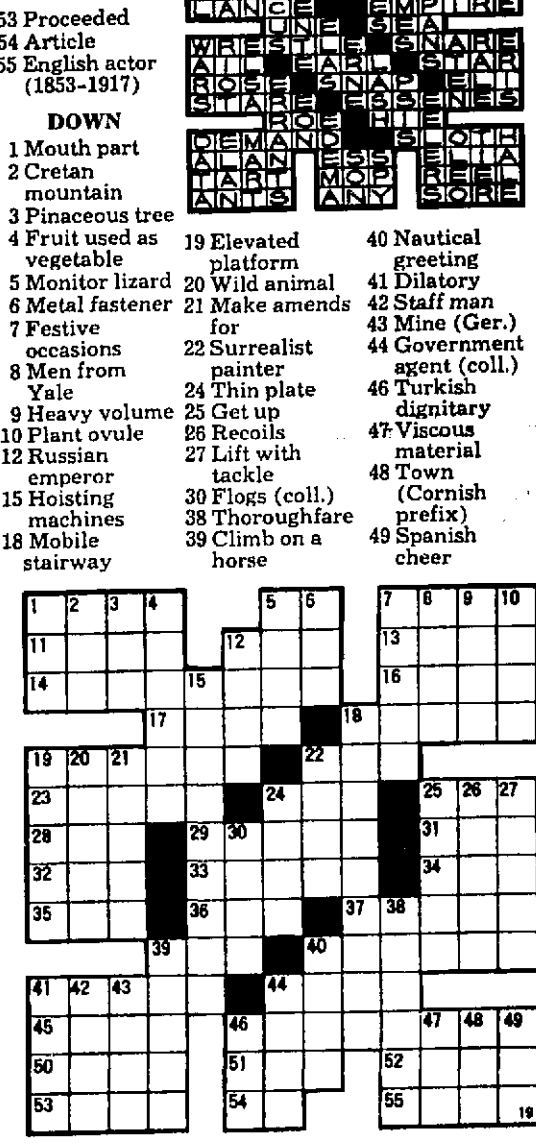 53 Proceeded
54 Article
55 English actor
(1853-1917)
DOWN
1 Mouth part
2 Cretan
mountain
3 Pinaceous tree
4 Fruit used as
vegetable
5 Monitor lizard
6 Metal fastener
7 Festive
occasions
8 Men from
Yale
9 Heavy volume
10 Plant ovule
12 Russian
emperor
15 Hoisting
machines
18 Mobile
stairway
LANCE EMPIRE
UNE SEA
WRESTLE SNARE
AIL EARL STAR
ROSE SNAP ELI
STARE ESSENES
ROE HIE
DEMAND S OTH
ALAN ESS E IA
TART MOP REEL
ANTS ANY SORE
19 Elevated
platform
20 Wild animal
21 Make amends
for
22 Surrealist
painter
24 Thin plate
25 Get up
26 Recoils
27 Lift with
tackle
30 Flogs (coll.)
38 Thoroughfare
39 Climb on a
horse
40 Nautical
greeting
41 Dilatory
42 Staff man
43 Mine (Ger.)
44 Government
agent (coll.)
46 Turkish
dignitary
47 Viscous
material
48 Town
(Cornish
prefix)
49 Spanish
cheer
1 2 3 4 5 6 7 8 9 10
11 12 13
14 15 16
17 18
19 20 21 22
23 24 25 26 27
28 29 30 31
32 33 34
35 36 37 38
39 40
41 42 43 44
45 46 47 48 49
50 51 52
53 54 55 19